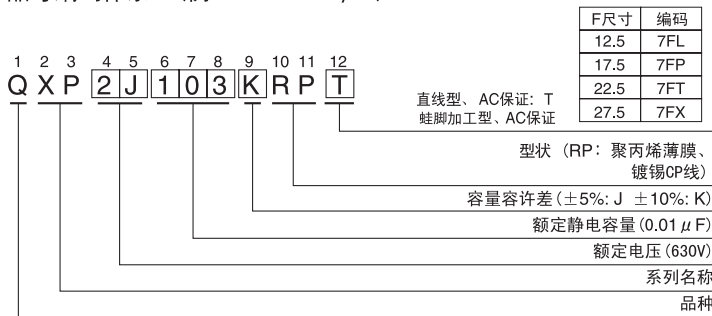 F尺寸 编码
12.5 7FL
17.5 7FP
22.5 7FT
27.5 7FX
1 2 3 4 5 6 7 8 9 10 11 12
Q X P 2 J 1 0 3 K R P T
直线型、AC保证: T
蛙脚加工型、AC保证
型状 (RP: 聚丙烯薄膜、
镀锡CP线)
容量容许差(±5%: J ±10%: K)
额定静电容量(0.01μF)
额定电压(630V)
系列名称
品种